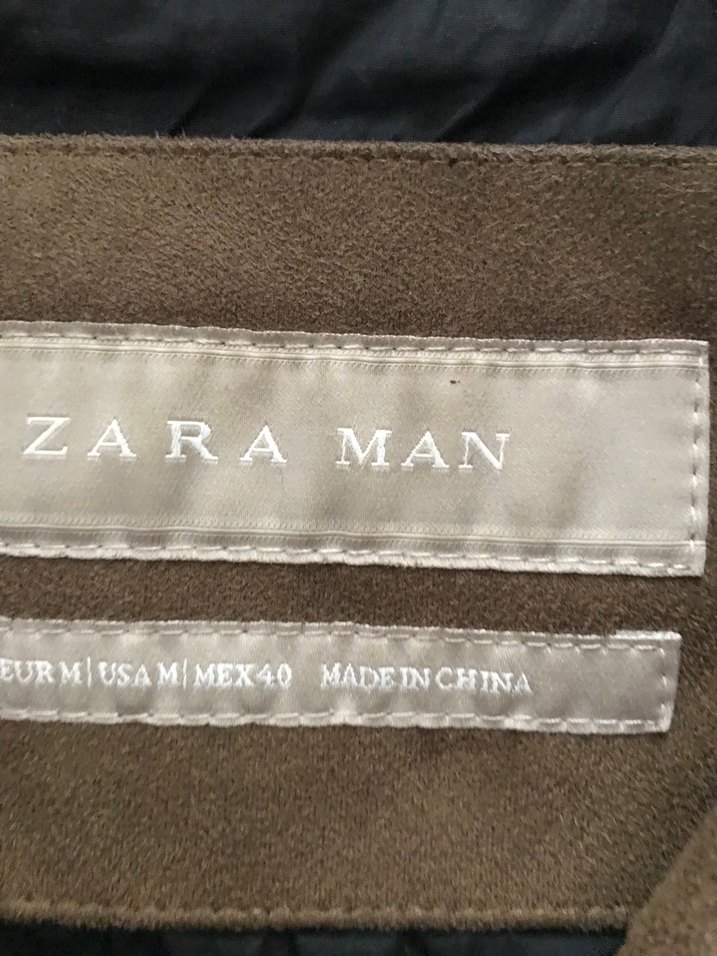 ZARA MAN
EUR M | USA M | MEX 40 MADE IN CHINA